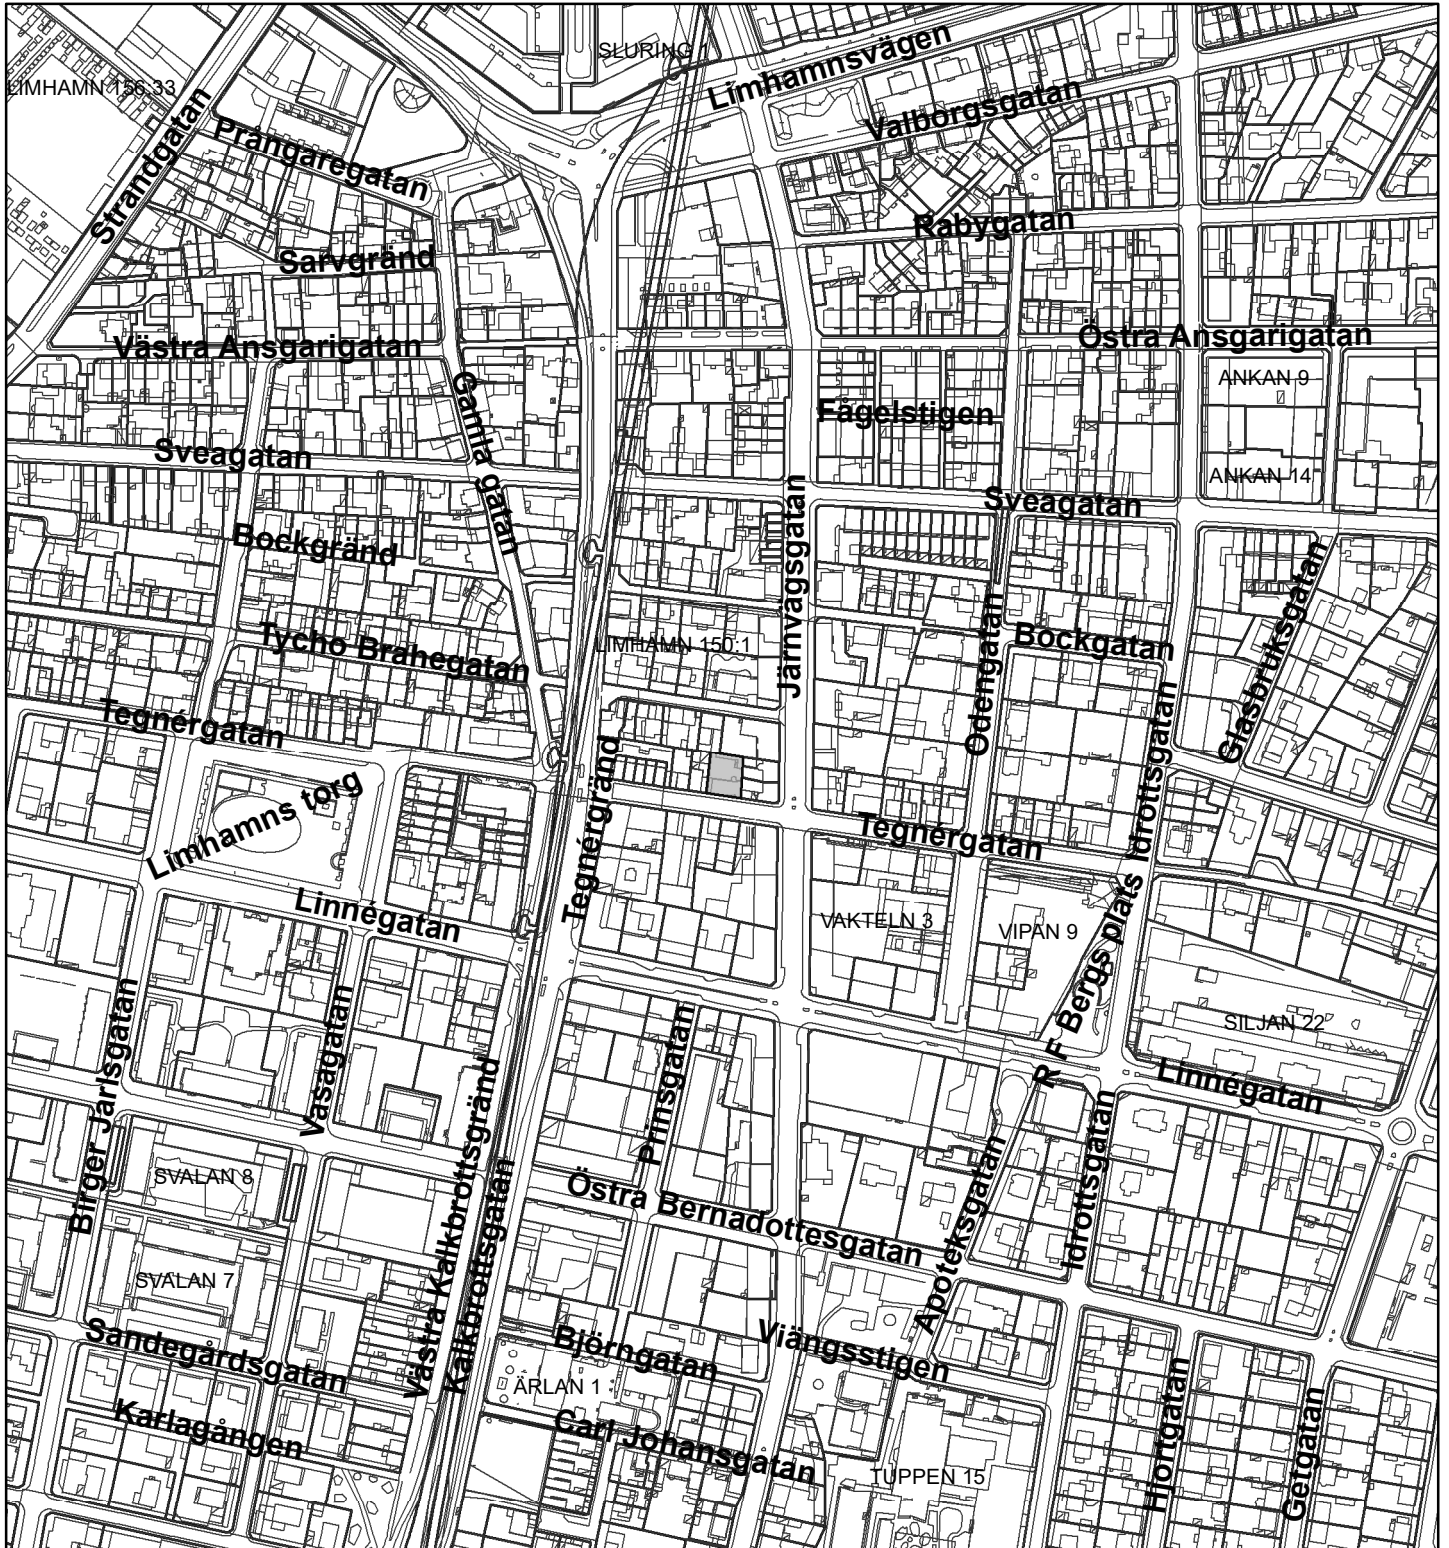 SLURING 1
Limhamnsvägen
LIMHAMN 156:33
Valborgsgatan
Strandgatan
Prångaregatan
Rabygatan
Sarvgränd
Västra Ansgarigatan
Östra Ansgarigatan
ANKAN 9
Gamla gatan
Fågelstigen
Sveagatan
ANKAN 14
Sveagatan
Järnvägsgatan
Bockgränd
Glasbruksgatan
Tycho Brahegatan
LIMHAMN 150:1
Odengatan
Bockgatan
Tegnérgatan
Idrottsgatan
Limhamns torg
Tegnérgränd
Tegnérgatan
Linnégatan
VAKTELN 3
VIPAN 9
R F Bergs plats
SILJAN 22
Birger Jarlsgatan
Vasagatan
Prinsgatan
Linnégatan
Västra Kalkbrottsgränd
Kalkbrottsgatan
SVALAN 8
Östra Bernadottesgatan
Apoteksgatan
Idrottsgatan
SVALAN 7
Sandegårdsgatan
Björngatan
Viängsstigen
ÄRLAN 1
Karlagången
Carl Johansgatan
TUPPEN 15
Hjortgatan
Getgatan